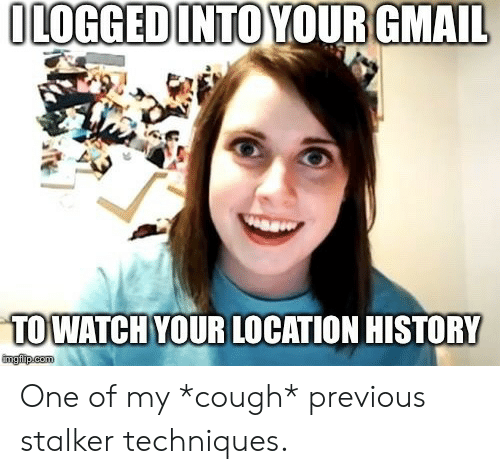 I LOGGED INTO YOUR GMAIL
TO WATCH YOUR LOCATION HISTORY
imgflip.com
One of my *cough* previous
stalker techniques.